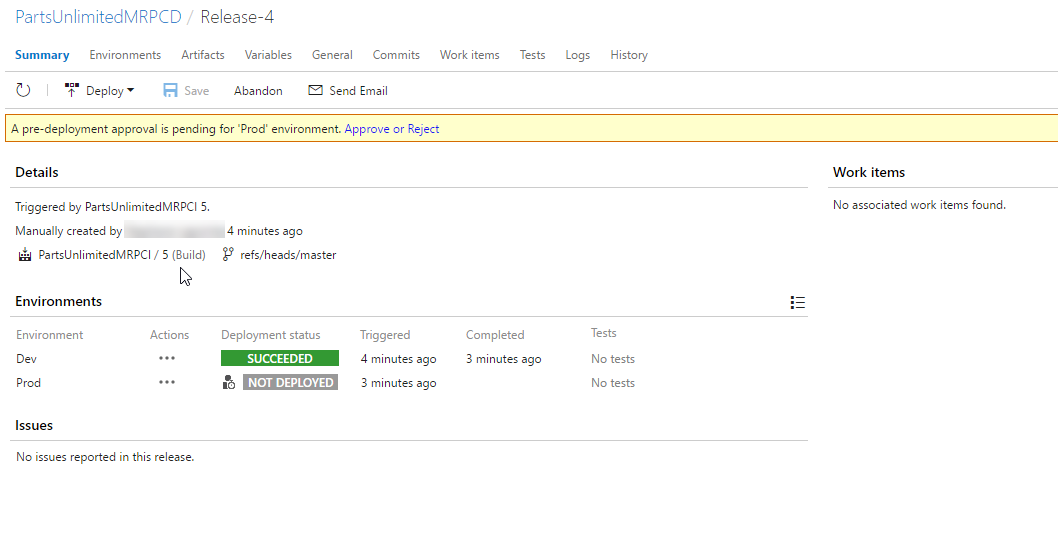 PartsUnlimitedMRPCD / Release-4
Summary Environments Artifacts Variables General Commits Work items Tests Logs History
Deploy Save Abandon Send Email
A pre-deployment approval is pending for 'Prod' environment. Approve or Reject
Details
Triggered by PartsUnlimitedMRPCI 5.
Manually created by 4 minutes ago
PartsUnlimitedMRPCI / 5 (Build) refs/heads/master
Work items
No associated work items found.
Environments
Environment Actions Deployment status Triggered Completed Tests
Dev SUCCEEDED 4 minutes ago 3 minutes ago No tests
Prod NOT DEPLOYED 3 minutes ago No tests
Issues
No issues reported in this release.